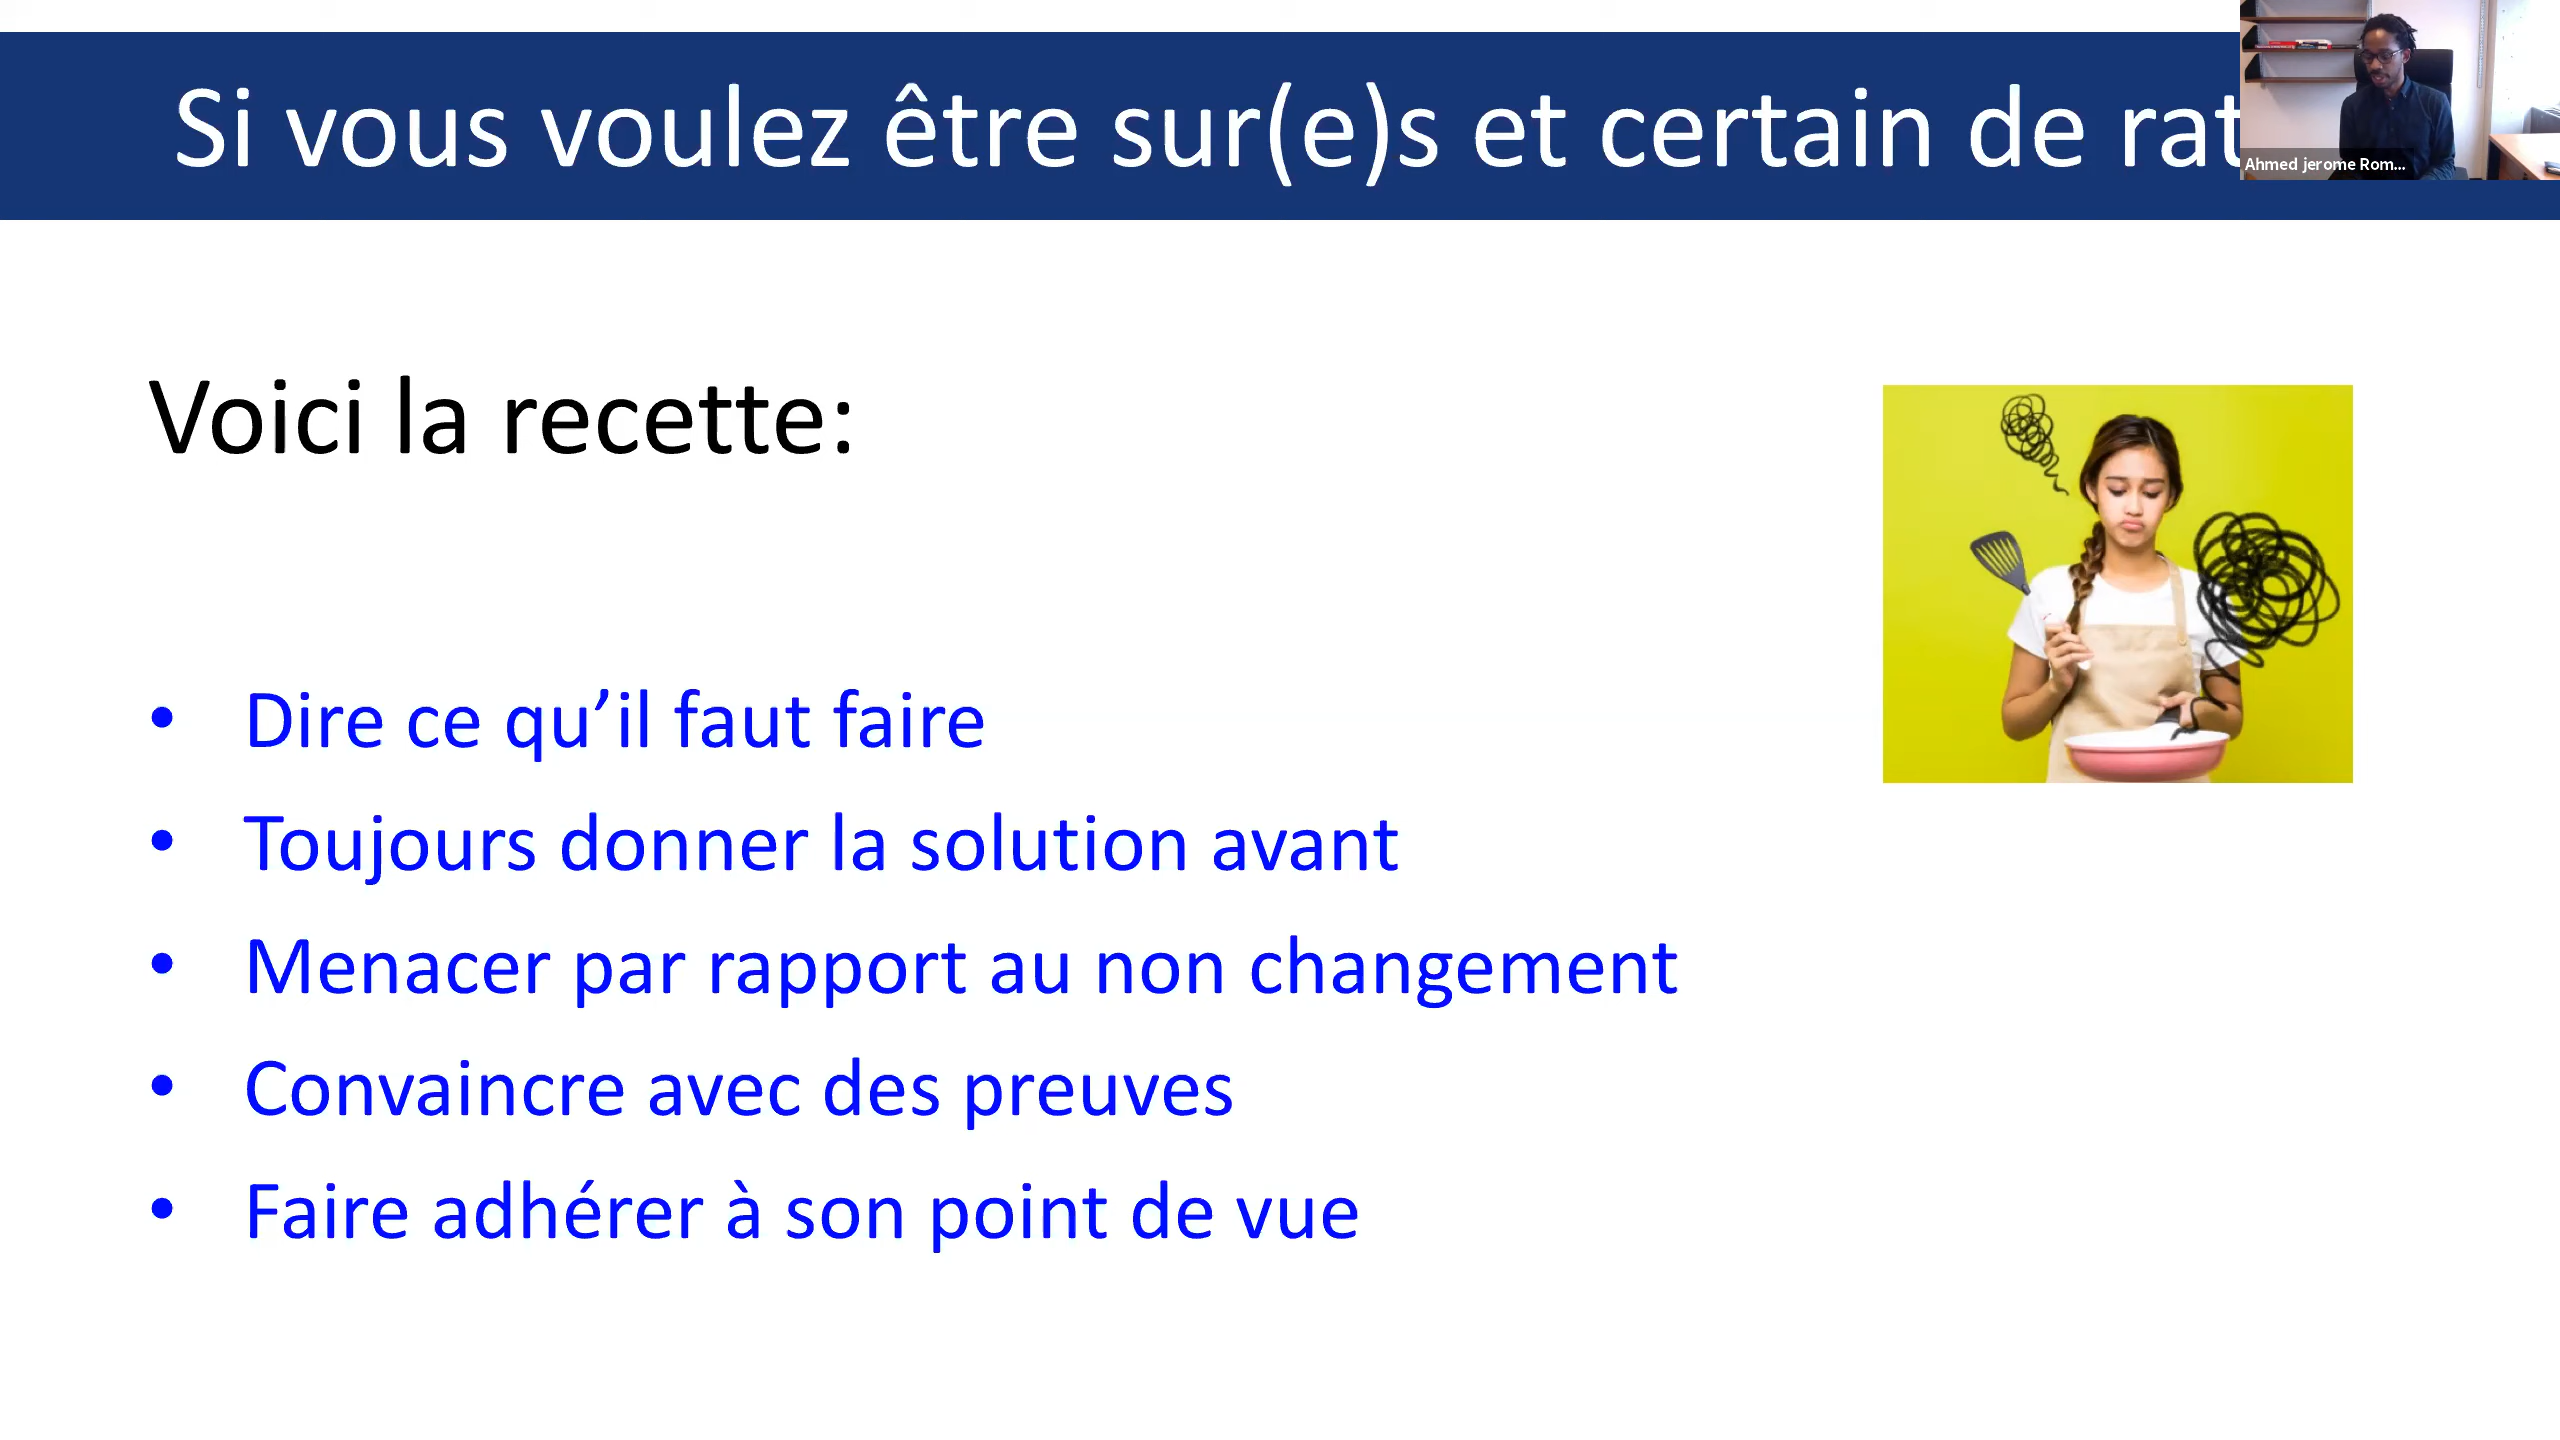 Si vous voulez être sur(e)s et certain de
Ahmed jerome Rom...
Voici la recette:
• Dire ce qu’il faut faire
• Toujours donner la solution avant
• Menacer par rapport au non changement
• Convaincre avec des preuves
• Faire adhérer à son point de vue